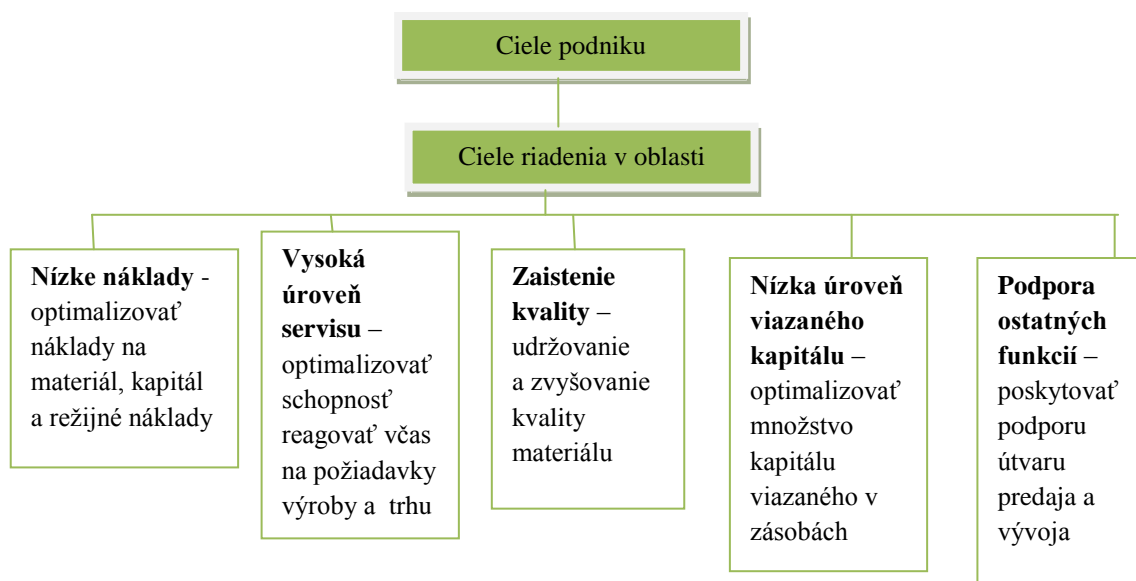 Ciele podniku
Ciele riadenia v oblasti
Nízke náklady -
optimalizovať
náklady na
materiál, kapitál
a režijné náklady
Vysoká
úroveň
servisu –
optimalizovať
schopnosť
reagovať včas
na požiadavky
výroby a trhu
Zaistenie
kvality –
udržovanie
a zvyšovanie
kvality
materiálu
Nízka úroveň
viazaného
kapitálu –
optimalizovať
množstvo
kapitálu
viazaného v
zásobách
Podpora
ostatných
funkcií –
poskytovať
podporu
útvaru
predaja a
vývoja